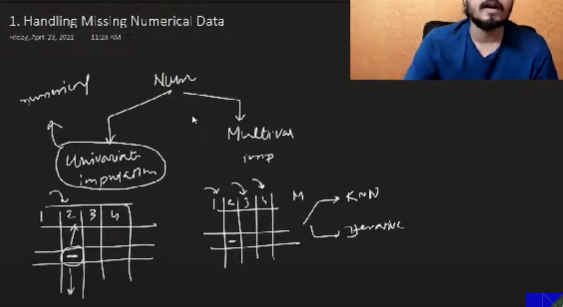 1. Handling Missing Numerical Data
Friday, April 23, 2021 11:28 AM
numerical
Num
Univariate
imputation
Multivar
imp
1 2 3 4
1 2 3 4 M
KNN
Iterative